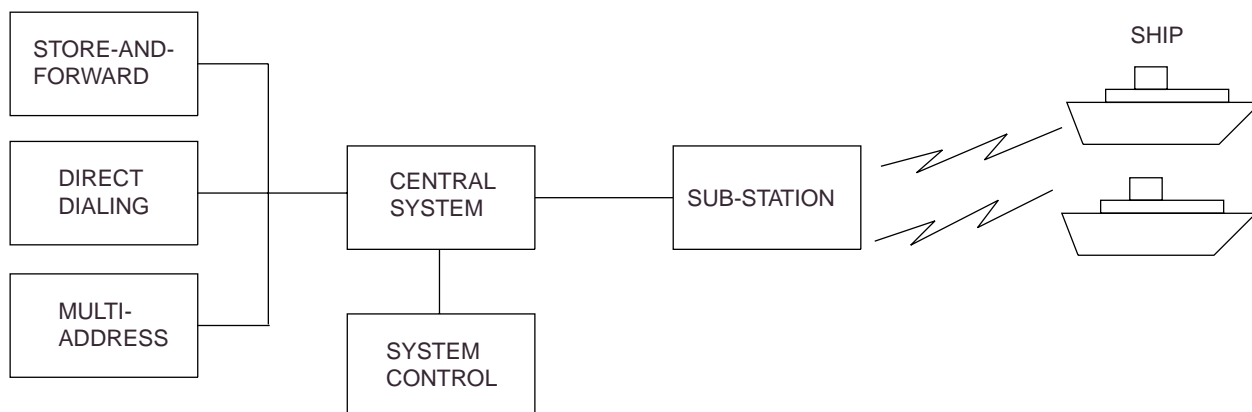 STORE-AND-
FORWARD
DIRECT
DIALING
MULTI-
ADDRESS
CENTRAL
SYSTEM
SYSTEM
CONTROL
SUB-STATION
SHIP